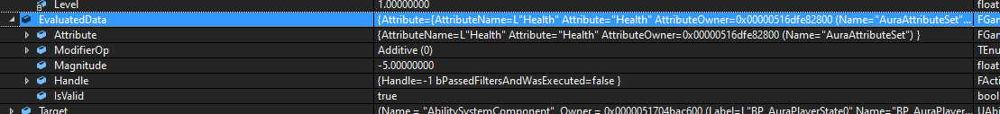 Level 1.00000000 float
EvaluatedData {Attribute={AttributeName=L"Health" Attribute="Health" AttributeOwner=0x00000516dfe82800 (Name="AuraAttributeSet"... FGam
Attribute {AttributeName=L"Health" Attribute="Health" AttributeOwner=0x00000516dfe82800 (Name="AuraAttributeSet") } FGam
ModifierOp Additive (0) TEnu
Magnitude -5.00000000 float
Handle {Handle=-1 bPassedFiltersAndWasExecuted=false } FActi
IsValid true bool
Target {Name = "AbilitySystemComponent", Owner = 0x0000051704bac600 (Label=L"BP_AuraPlayerState0" Name="BP_AuraPlayer... UAbi